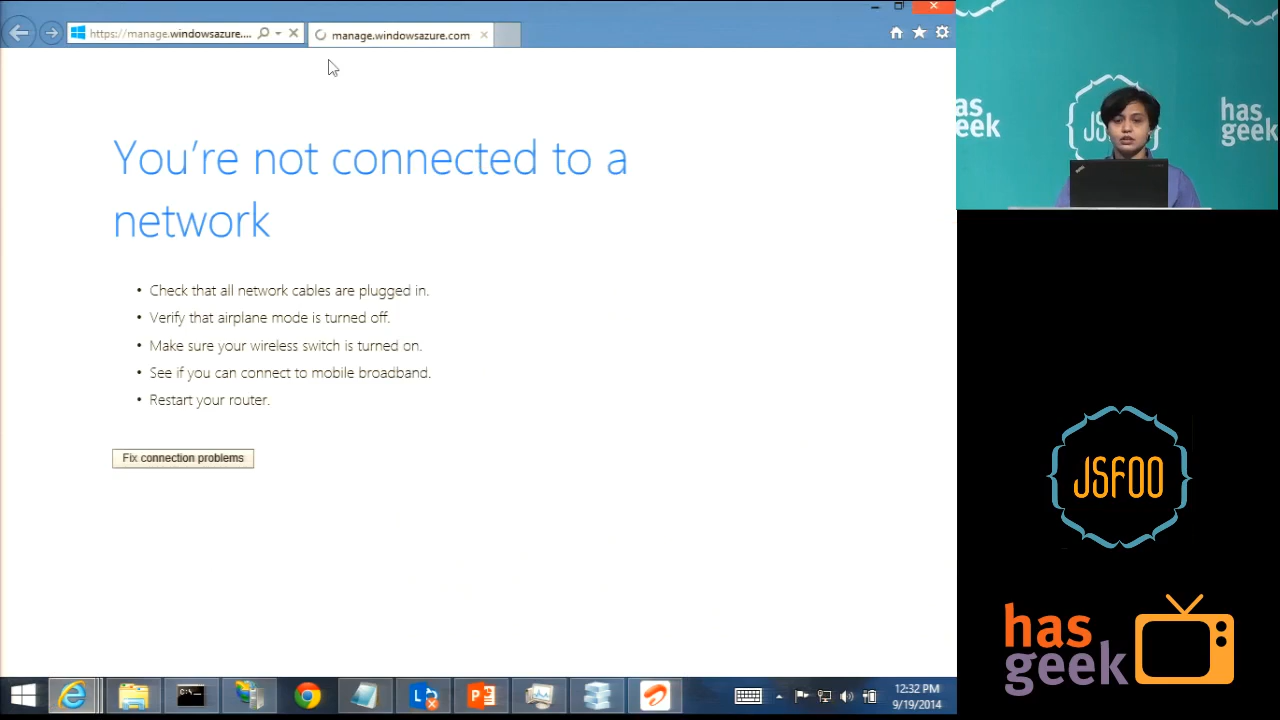 https://manage.windowsazure....
manage.windowsazure.com
You're not connected to a
network
• Check that all network cables are plugged in.
• Verify that airplane mode is turned off.
• Make sure your wireless switch is turned on.
• See if you can connect to mobile broadband.
• Restart your router.
Fix connection problems
12:32 PM
9/19/2014
has
geek
JSFOO
has
geek